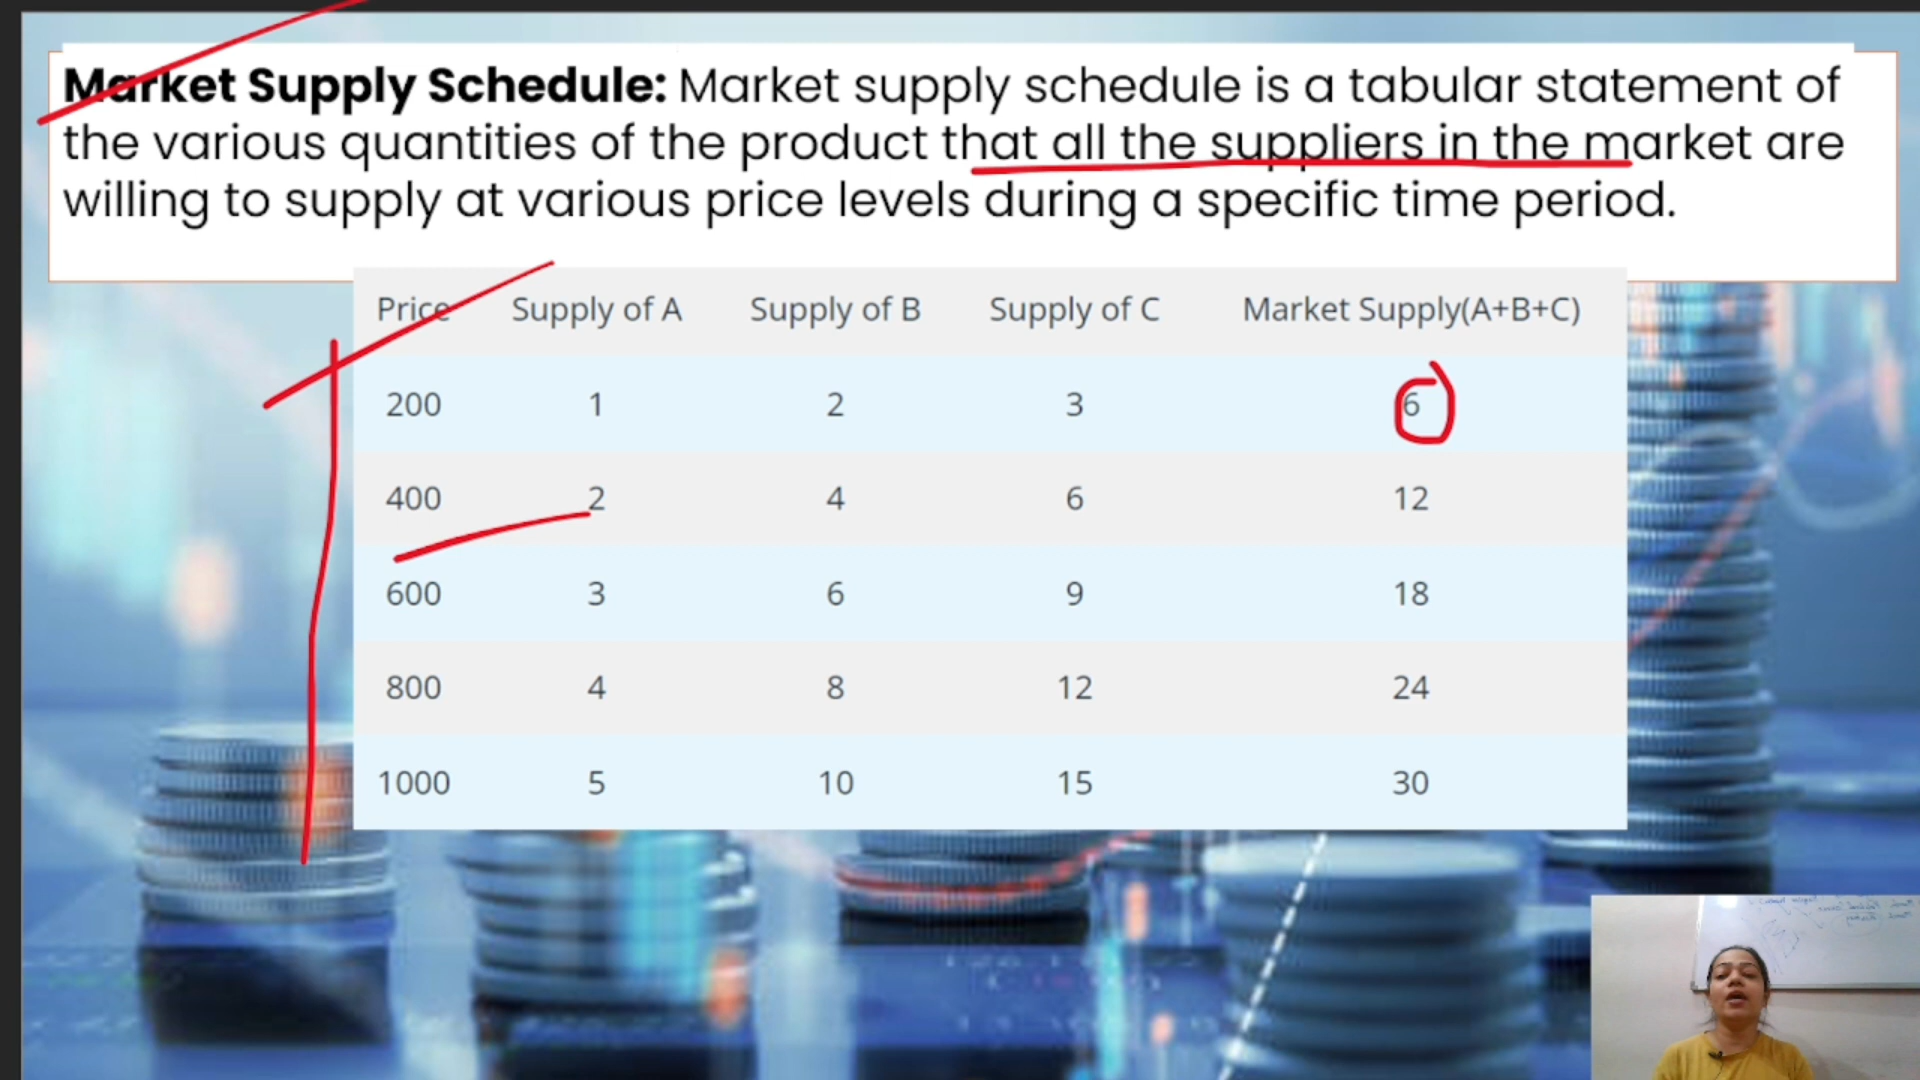 Market Supply Schedule: Market supply schedule is a tabular statement of
the various quantities of the product that all the suppliers in the market are
willing to supply at various price levels during a specific time period.
Price Supply of A Supply of B Supply of C Market Supply(A+B+C)
200 1 2 3 6
400 2 4 6 12
600 3 6 9 18
800 4 8 12 24
1000 5 10 15 30